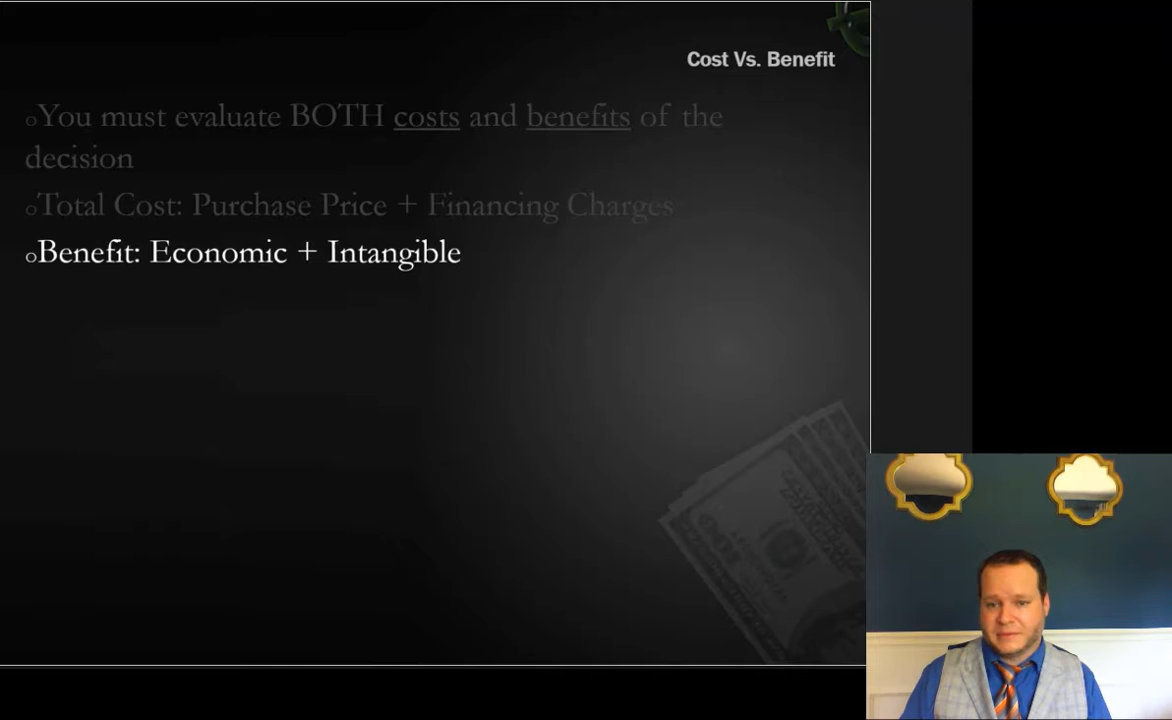 Cost Vs. Benefit
○You must evaluate BOTH costs and benefits of the
decision
○Total Cost: Purchase Price + Financing Charges
○Benefit: Economic + Intangible